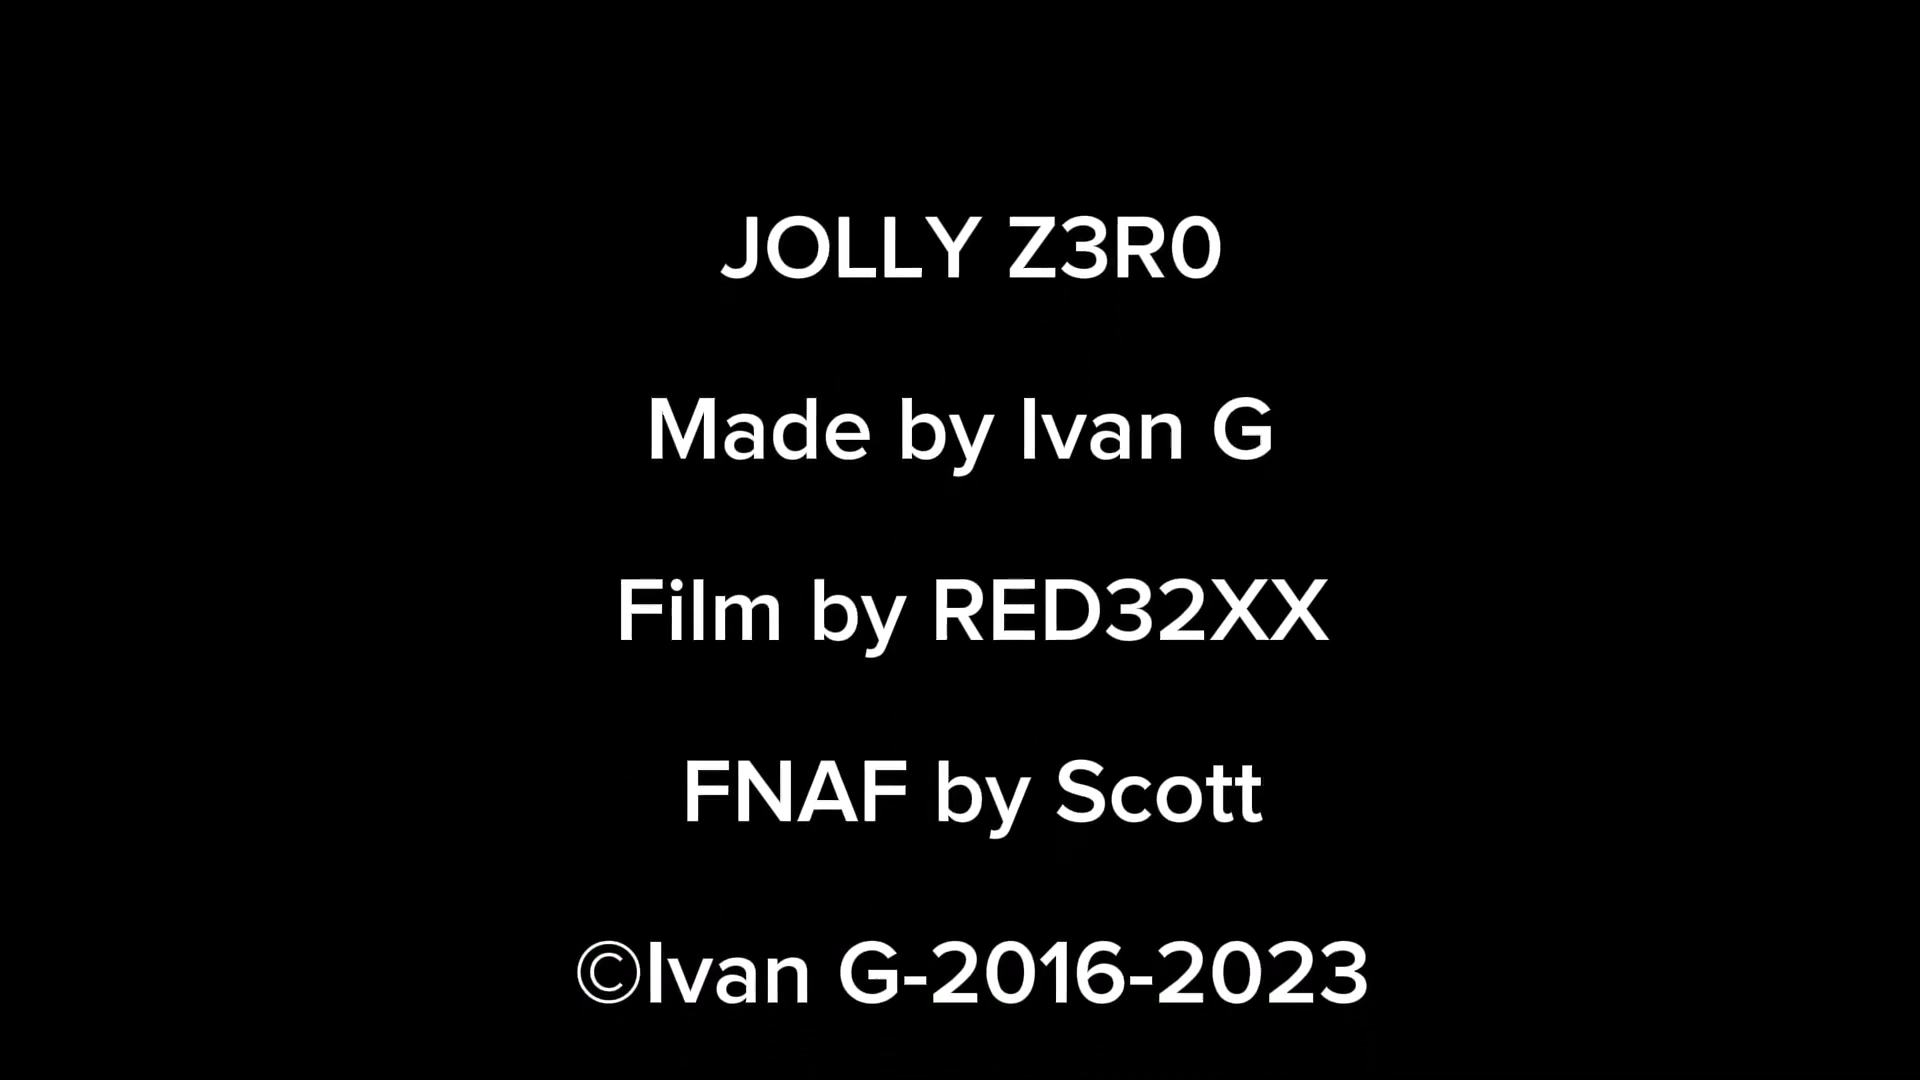 JOLLY Z3R0
Made by Ivan G
Film by RED32XX
FNAF by Scott
©Ivan G-2016-2023